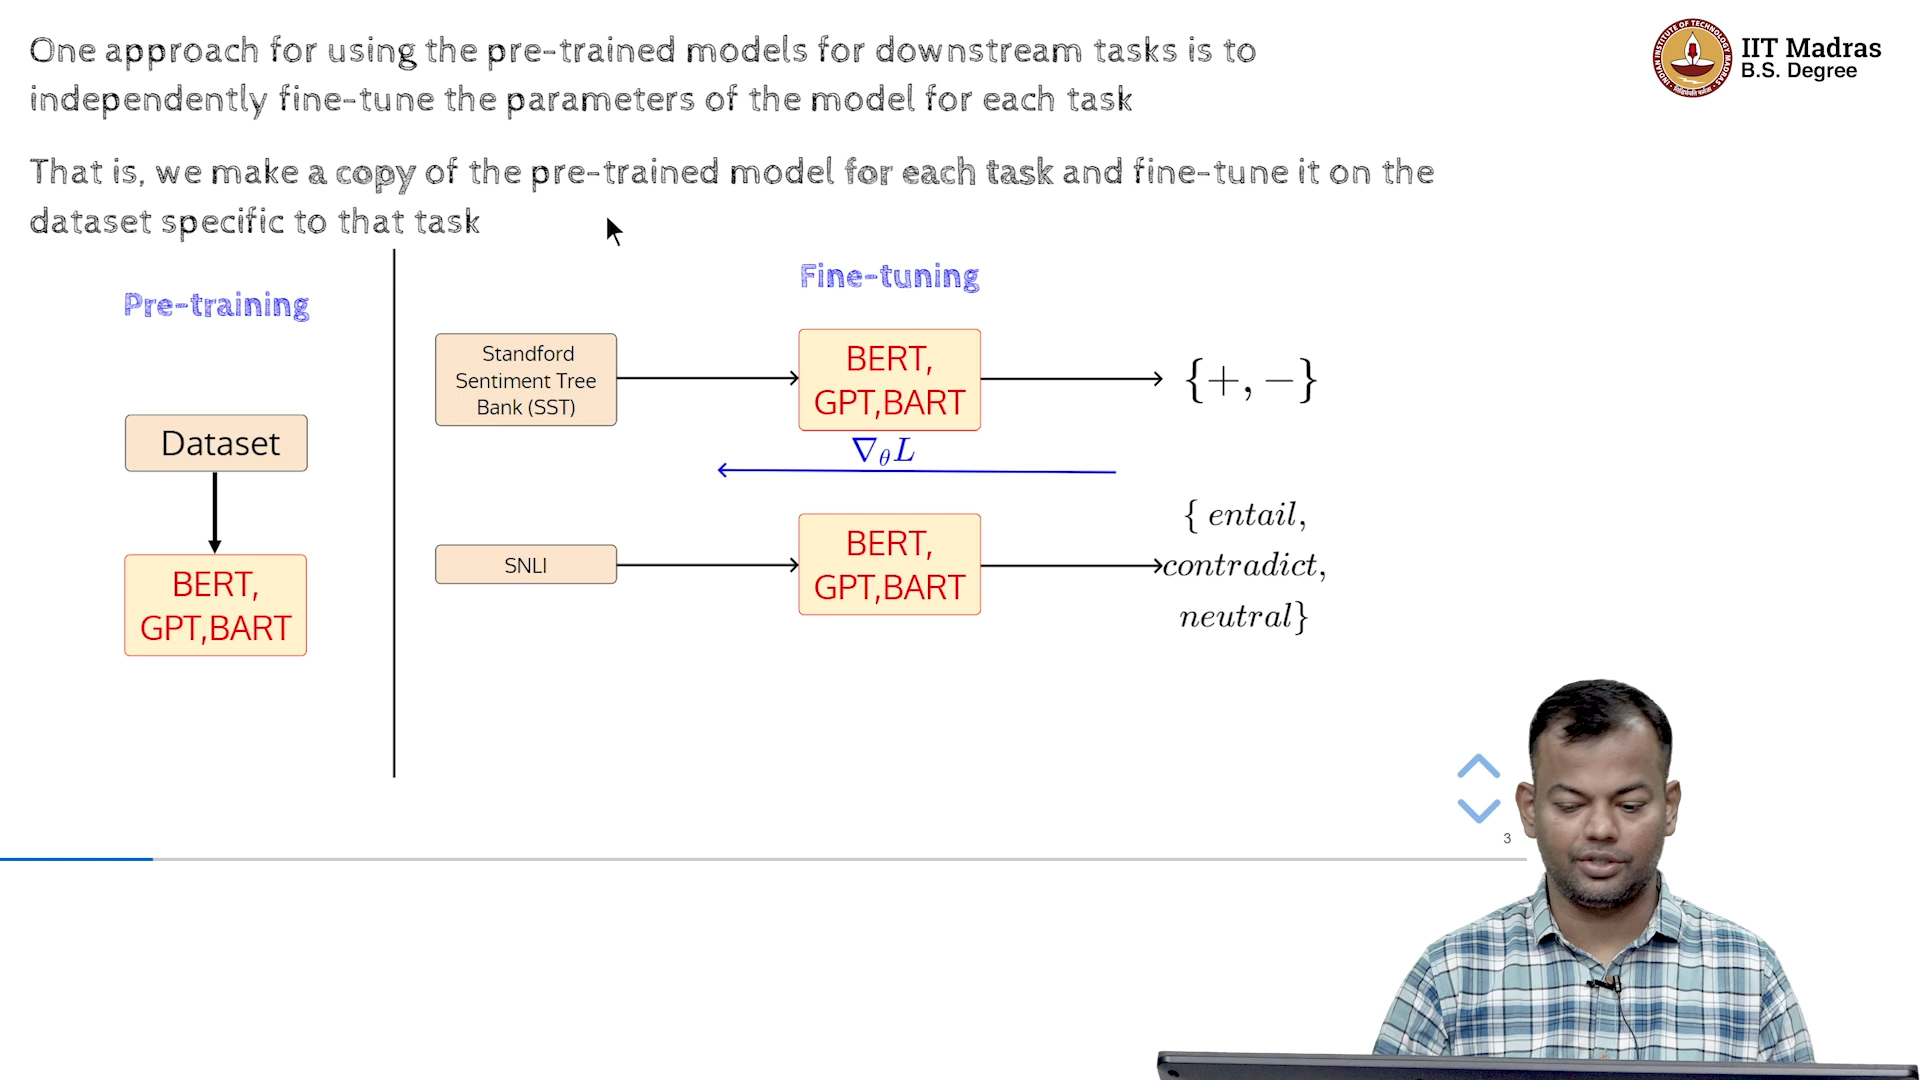 One approach for using the pre-trained models for downstream tasks is to
independently fine-tune the parameters of the model for each task
IIT Madras
B.S. Degree
That is, we make a copy of the pre-trained model for each task and fine-tune it on the
dataset specific to that task
Pre-training
Fine-tuning
Dataset
BERT,
GPT,BART
Standford
Sentiment Tree
Bank (SST)
BERT,
GPT,BART
{+, −}
∇θL
SNLI
BERT,
GPT,BART
{ entail,
contradict,
neutral}
3